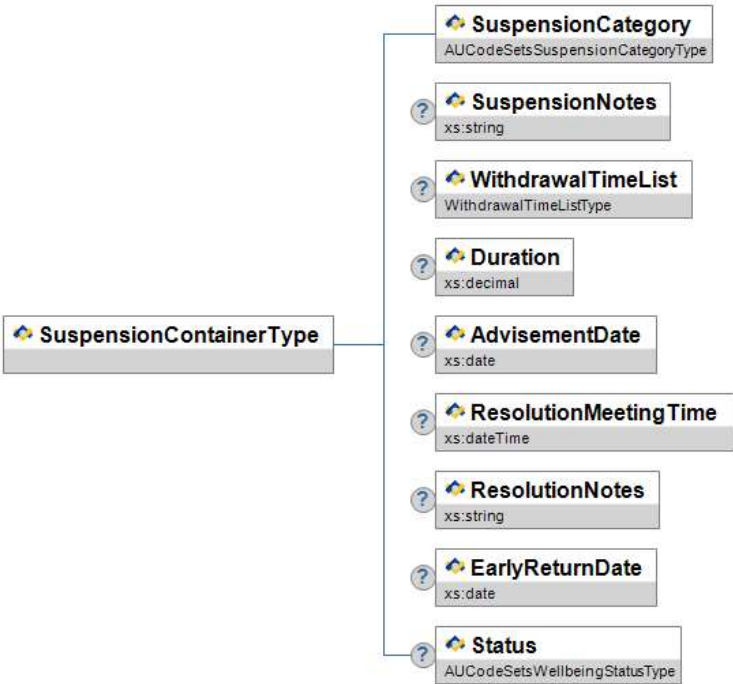 SuspensionCategory
AUCodeSetsSuspensionCategoryType
?
SuspensionNotes
xs:string
?
WithdrawalTimeList
WithdrawalTimeListType
?
Duration
xs:decimal
SuspensionContainerType
?
AdvisementDate
xs:date
?
ResolutionMeetingTime
xs:dateTime
?
ResolutionNotes
xs:string
?
EarlyReturnDate
xs:date
?
Status
AUCodeSetsWellbeingStatusType